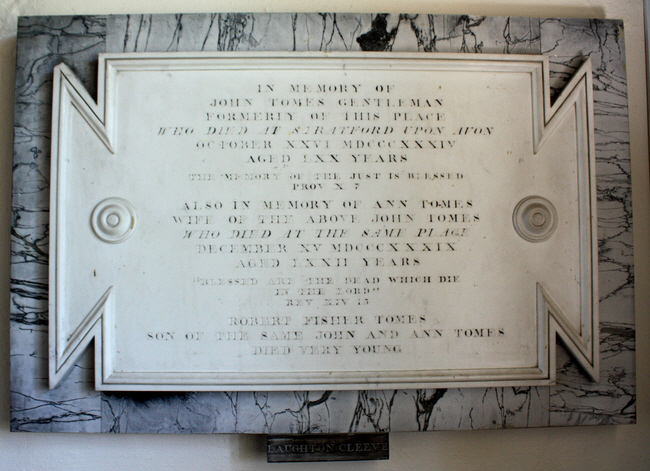 IN MEMORY OF
JOHN TOMES GENTLEMAN
FORMERLY OF THIS PLACE
WHO DIED AT STRATFORD UPON AVON
OCTOBER XXVI MDCCCXXXIV
AGED LXX YEARS
THE MEMORY OF THE JUST IS BLESSED
PROV X 7
ALSO IN MEMORY OF ANN TOMES
WIFE OF THE ABOVE JOHN TOMES
WHO DIED AT THE SAME PLACE
DECEMBER XV MDCCCXXXIX
AGED LXXII YEARS
"BLESSED ARE THE DEAD WHICH DIE
IN THE LORD"
REV XIV 13
ROBERT FISHER TOMES
SON OF THE SAME JOHN AND ANN TOMES
DIED VERY YOUNG
LAUGHTON CLEEVE